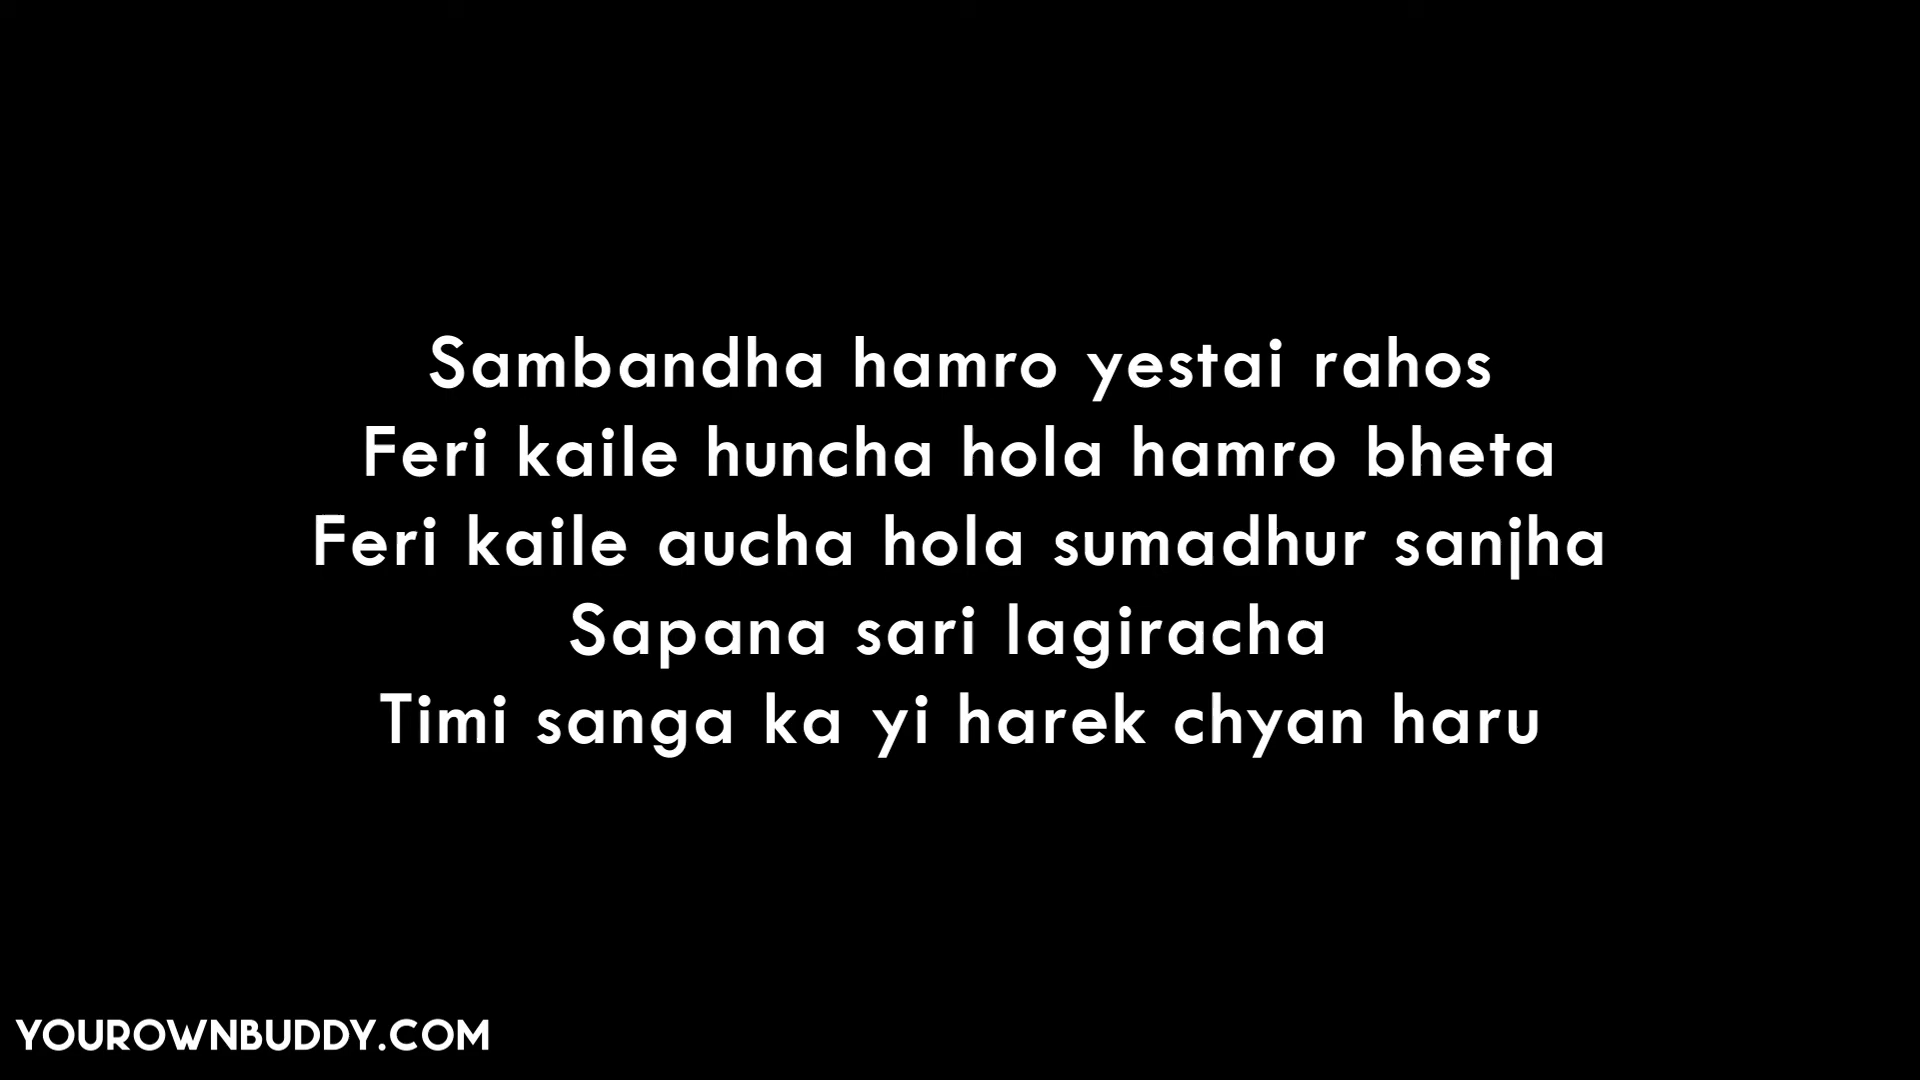 Sambandha hamro yestai rahos
Feri kaile huncha hola hamro bheta
Feri kaile aucha hola sumadhur sanjha
Sapana sari lagiracha
Timi sanga ka yi harek chyan haru
YOUROWNBUDDY.COM